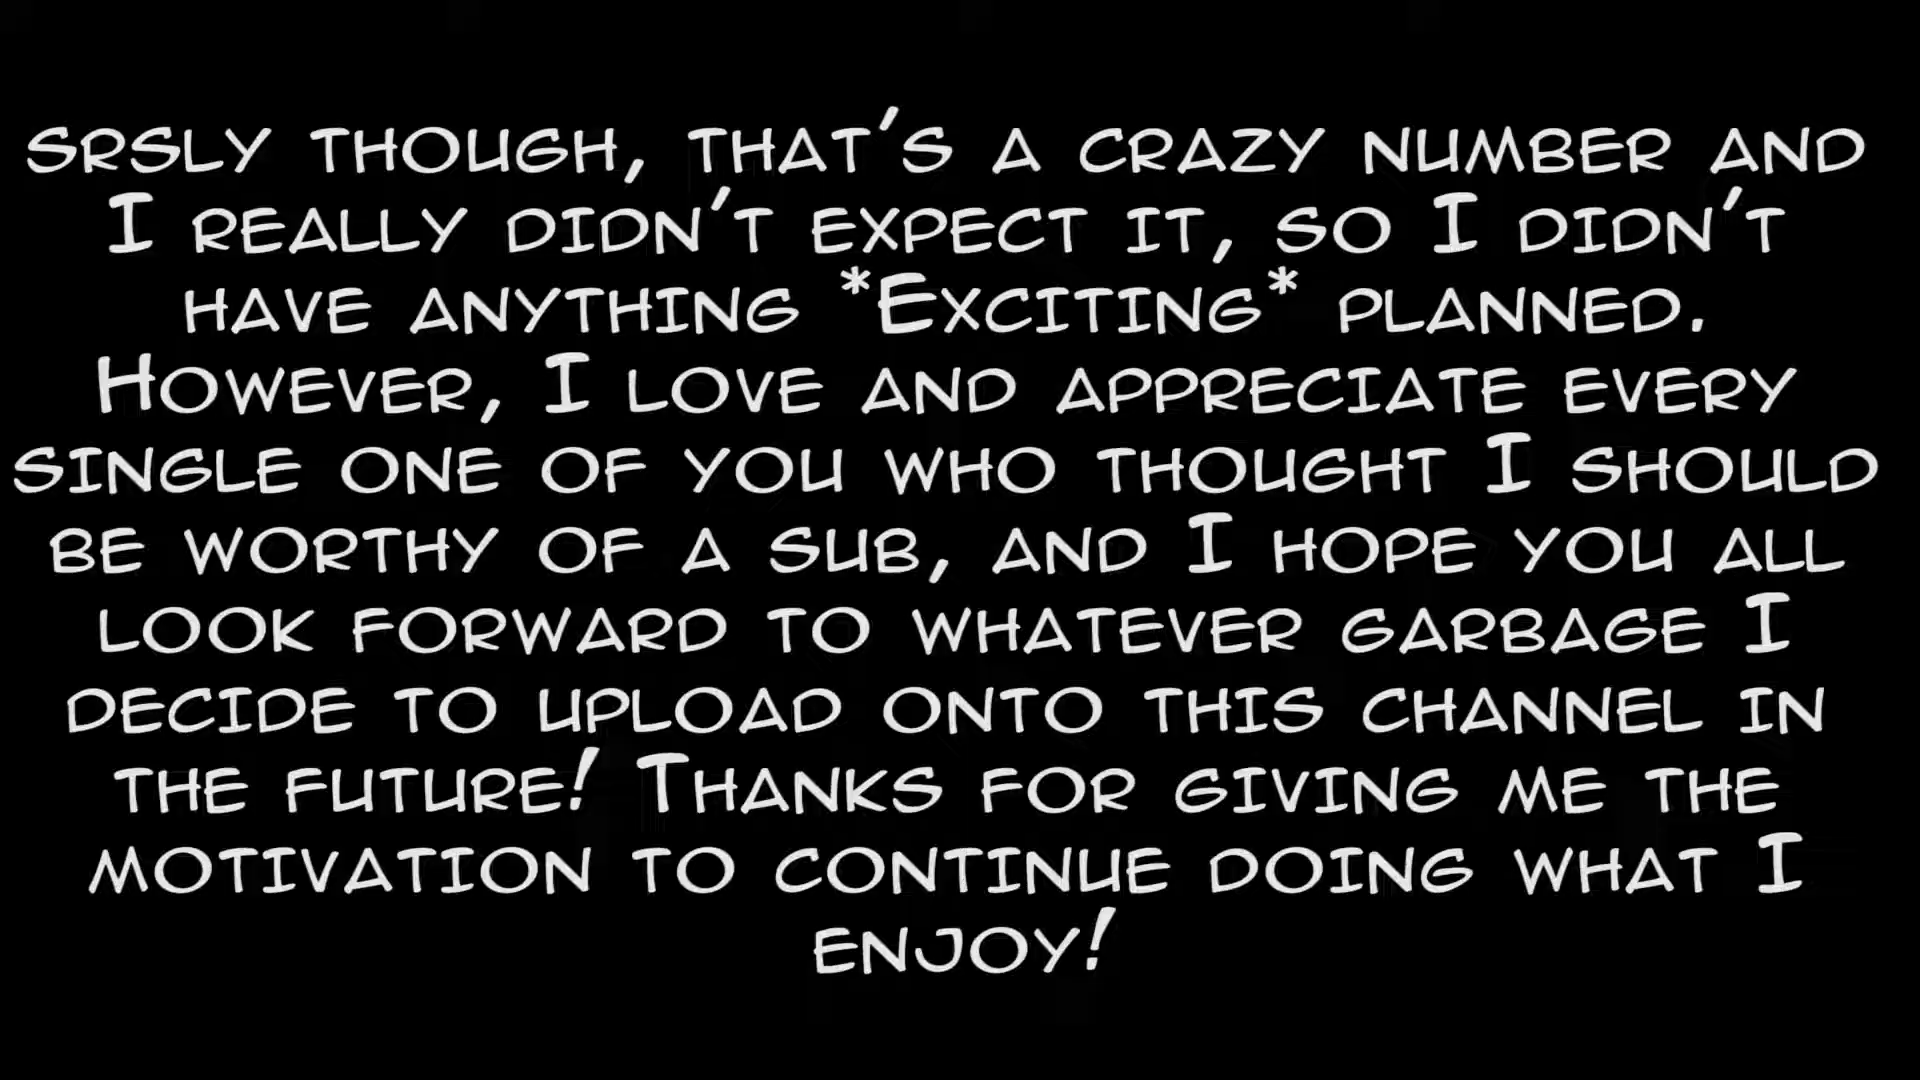 srsly though, that's a crazy number and
I really didn't expect it, so I didn't
have anything *Exciting* planned.
However, I love and appreciate every
single one of you who thought I should
be worthy of a sub, and I hope you all
look forward to whatever garbage I
decide to upload onto this channel in
the future! Thanks for giving me the
motivation to continue doing what I
enjoy!